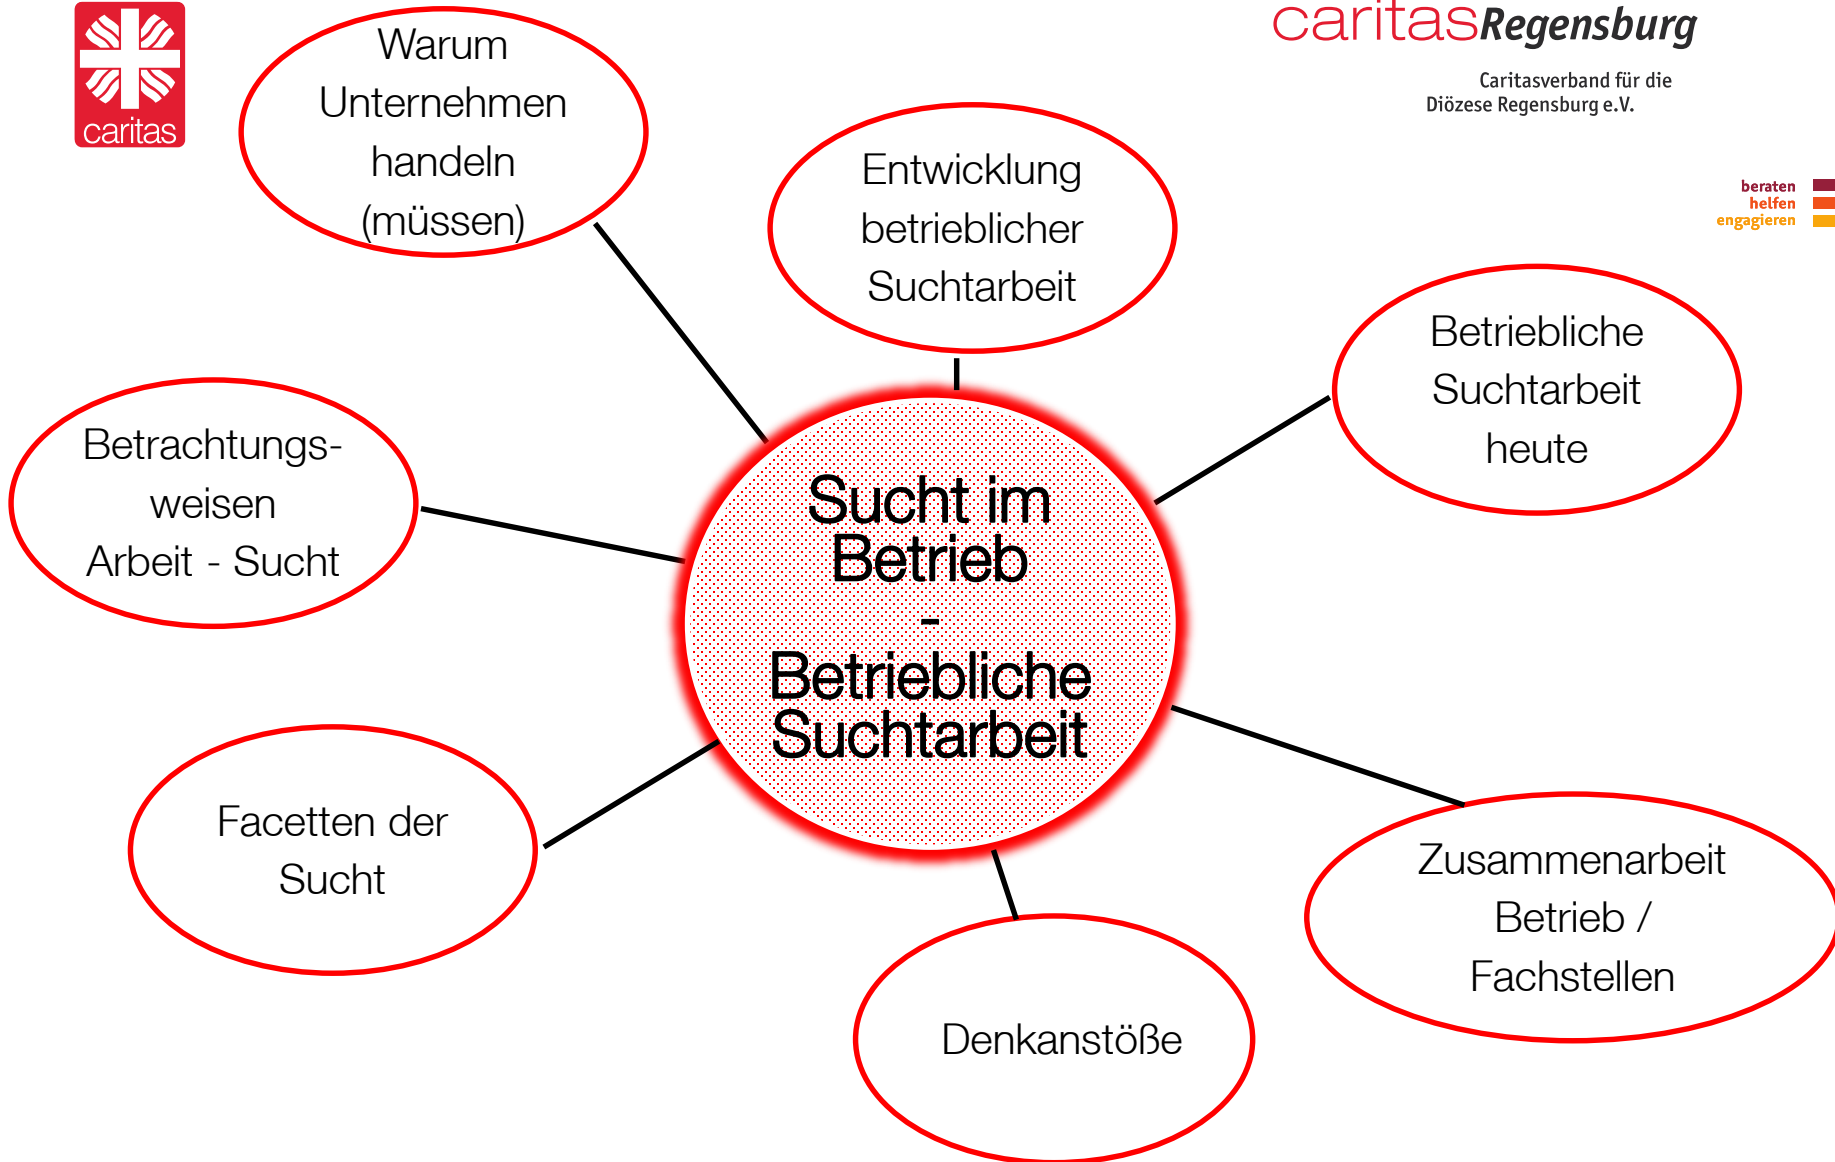 caritas
caritasRegensburg
Caritasverband für die
Diözese Regensburg e.V.
beraten
helfen
engagieren
Warum
Unternehmen
handeln
(müssen)
Entwicklung
betrieblicher
Suchtarbeit
Betriebliche
Suchtarbeit
heute
Betrachtungs-
weisen
Arbeit - Sucht
Sucht im
Betrieb
-
Betriebliche
Suchtarbeit
Facetten der
Sucht
Zusammenarbeit
Betrieb /
Fachstellen
Denkanstöße